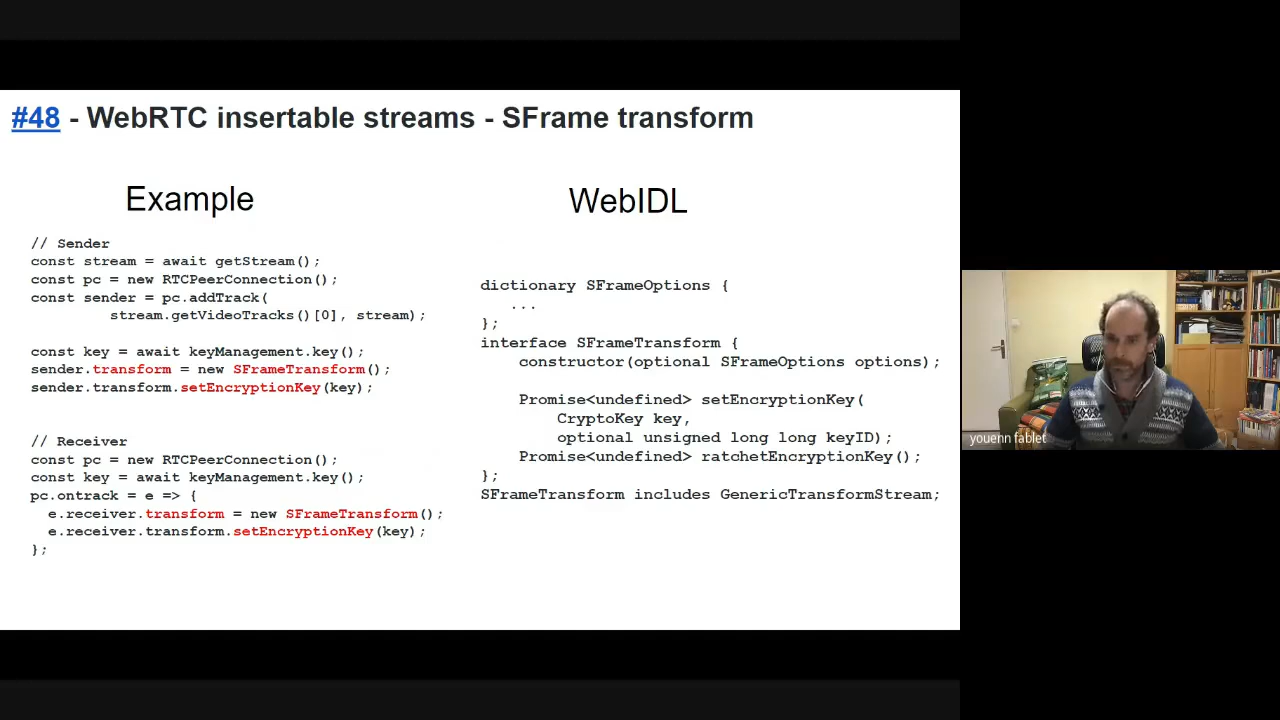 #48 - WebRTC insertable streams - SFrame transform
Example
// Sender
const stream = await getStream();
const pc = new RTCPeerConnection();
const sender = pc.addTrack(
stream.getVideoTracks()[0], stream);
const key = await keyManagement.key();
sender.transform = new SFrameTransform();
sender.transform.setEncryptionKey(key);
// Receiver
const pc = new RTCPeerConnection();
const key = await keyManagement.key();
pc.ontrack = e => {
e.receiver.transform = new SFrameTransform();
e.receiver.transform.setEncryptionKey(key);
};
WebIDL
dictionary SFrameOptions {
...
};
interface SFrameTransform {
constructor(optional SFrameOptions options);
Promise<undefined> setEncryptionKey(
CryptoKey key,
optional unsigned long long keyID);
Promise<undefined> ratchetEncryptionKey();
};
SFrameTransform includes GenericTransformStream;
youenn fablet